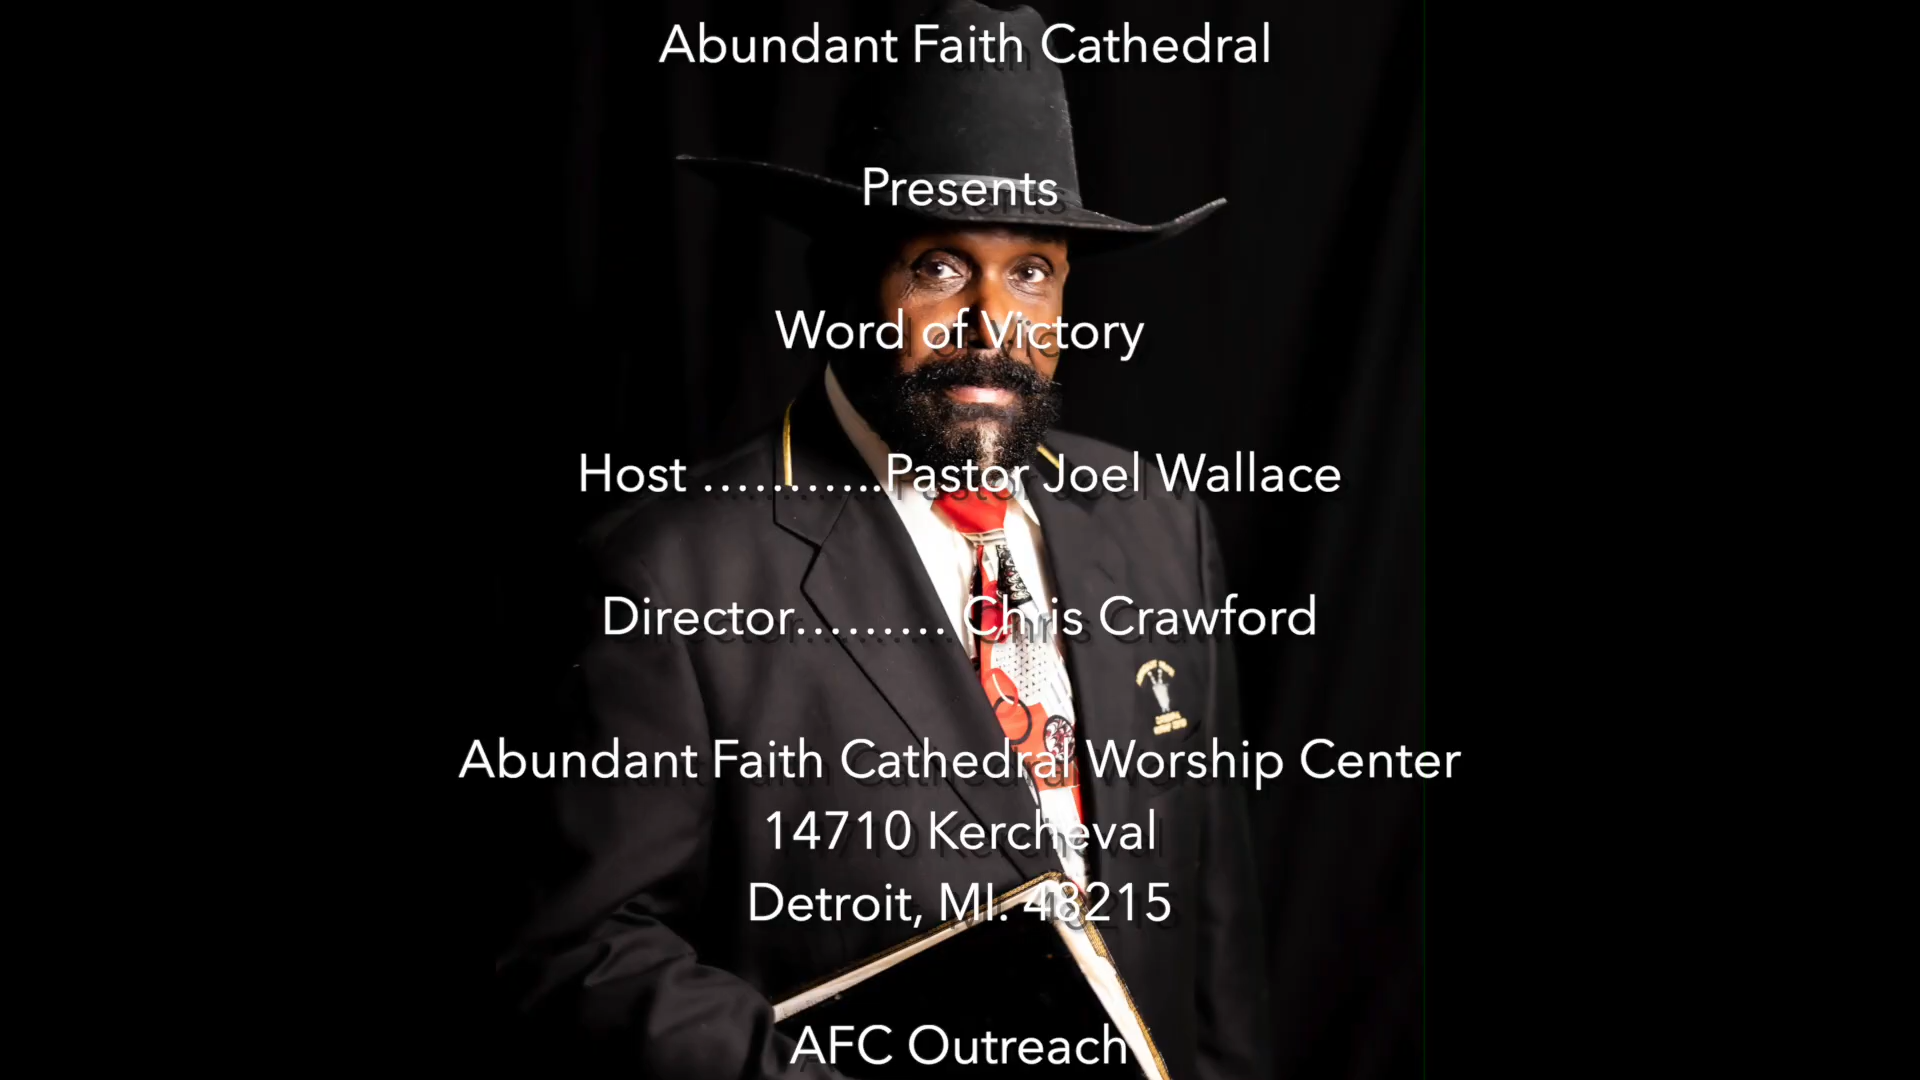 Abundant Faith Cathedral
Presents
Word of Victory
Host ………...Pastor Joel Wallace
Director……… Chris Crawford
Abundant Faith Cathedral Worship Center
14710 Kercheval
Detroit, MI. 48215
AFC Outreach